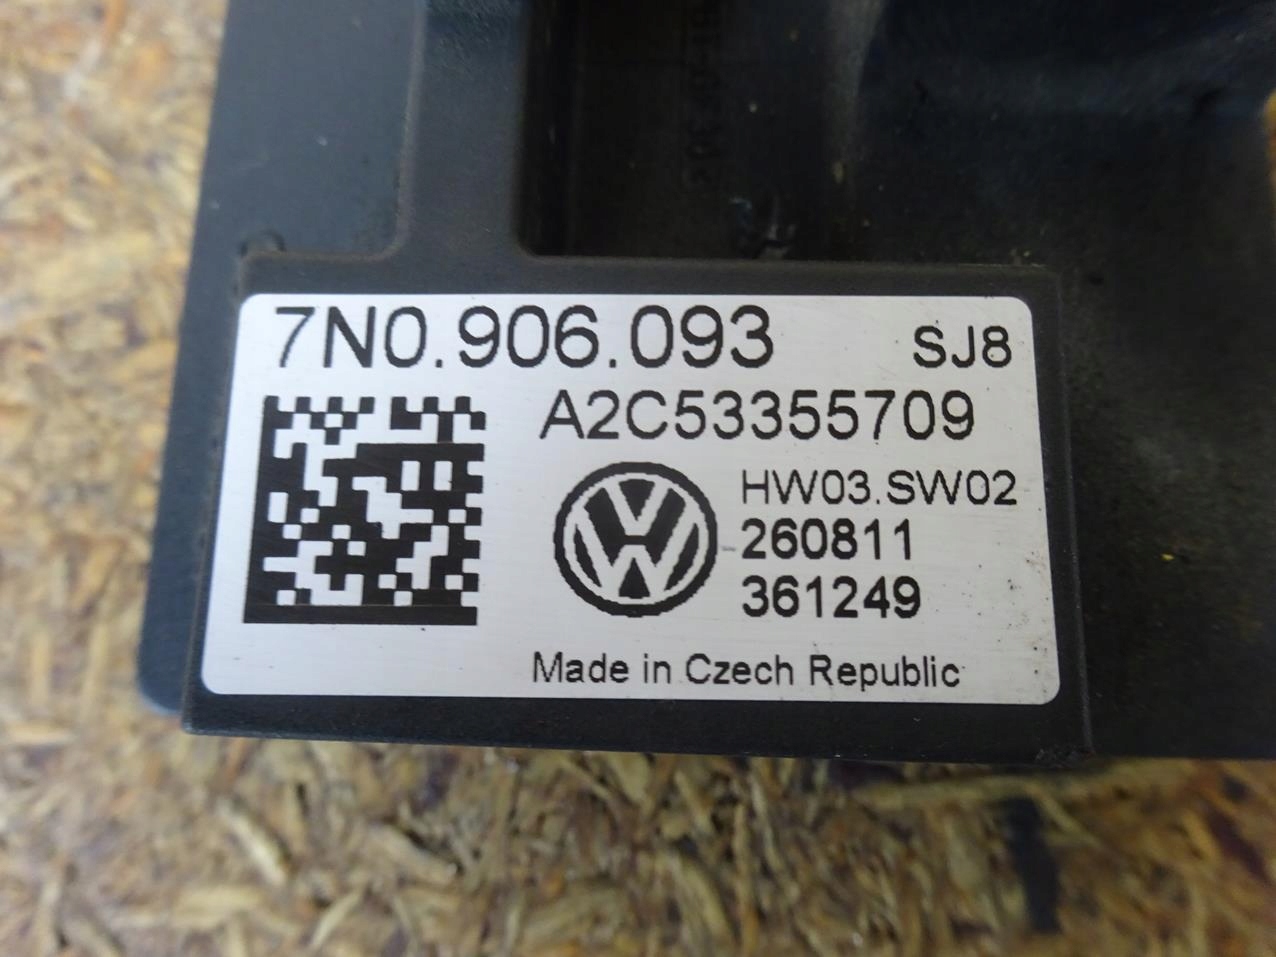 7N0.906.093 SJ8
A2C53355709
HW03.SW02
260811
361249
Made in Czech Republic